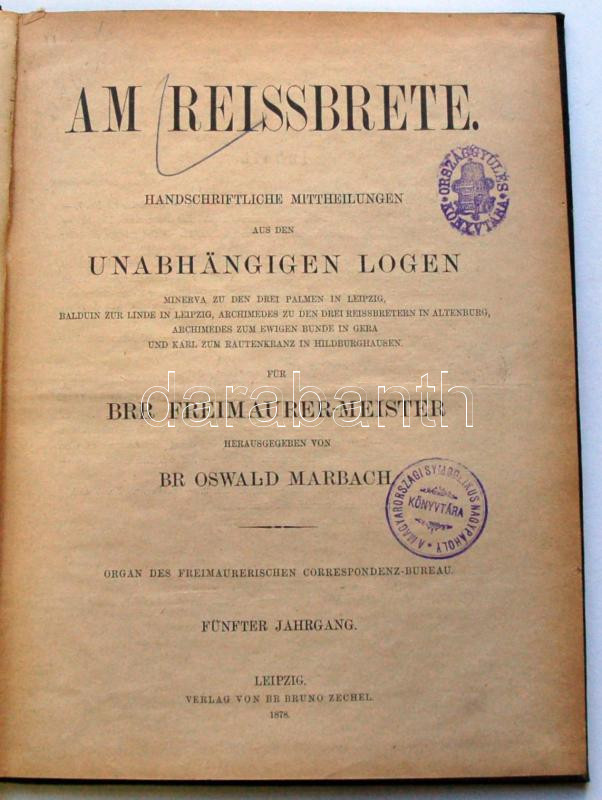 AM REISSBRETE.
ORSZÁGGYÜLÉS KÖNYVTÁRA
HANDSCHRIFTLICHE MITTHEILUNGEN
AUS DEN
UNABHÄNGIGEN LOGEN
MINERVA ZU DEN DREI PALMEN IN LEIPZIG,
BALDUIN ZUR LINDE IN LEIPZIG, ARCHIMEDES ZU DEN DREI REISSBRETERN IN ALTENBURG,
ARCHIMEDES ZUM EWIGEN BUNDE IN GERA
UND KARL ZUM RAUTENKRANZ IN HILDBURGHAUSEN.
FÜR
darabanth
BRR FREIMAURER-MEISTER
HERAUSGEGEBEN VON
BR OSWALD MARBACH
A MAGYARORSZÁGI SYMBOLIKUS NAGYPÁHOLY
KÖNYVTÁRA
ORGAN DES FREIMAURERISCHEN CORRESPONDENZ-BUREAU.
FÜNFTER JAHRGANG.
LEIPZIG.
VERLAG VON BR BRUNO ZECHEL.
1878.